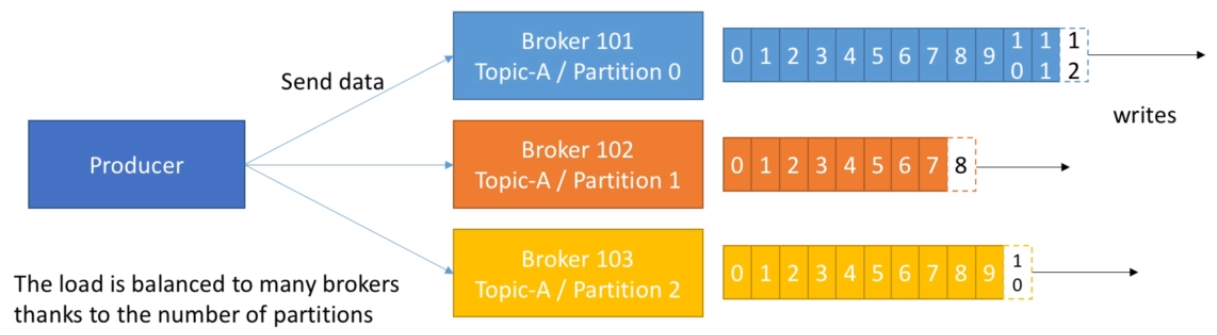 Send data
Producer
Broker 101
Topic-A / Partition 0
0 1 2 3 4 5 6 7 8 9 10 11 12
writes
Broker 102
Topic-A / Partition 1
0 1 2 3 4 5 6 7 8
Broker 103
Topic-A / Partition 2
0 1 2 3 4 5 6 7 8 9 10
The load is balanced to many brokers
thanks to the number of partitions